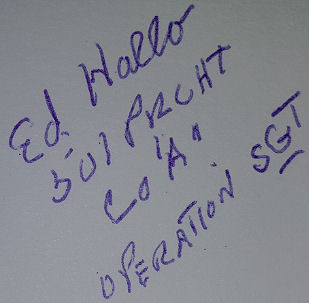 Ed. Hallo
501 PRCHT
CO "A"
OPERATION SGT